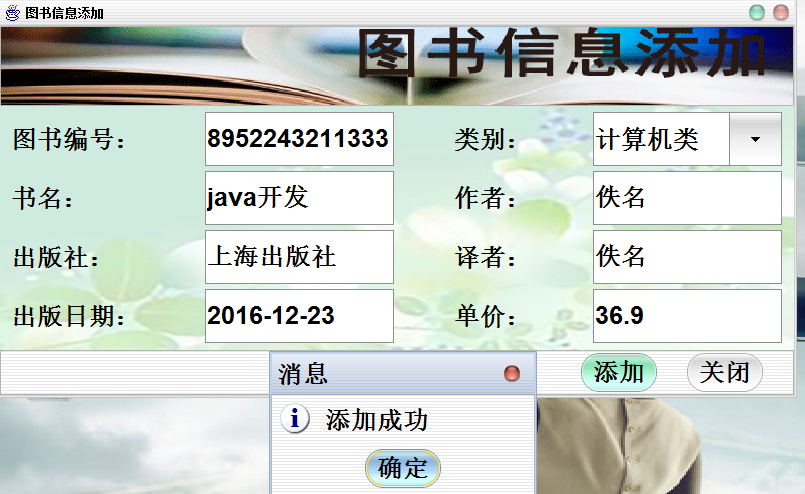 图书信息添加
图书信息添加
图书编号： 8952243211333 类别： 计算机类
书名： java开发 作者： 佚名
出版社： 上海出版社 译者： 佚名
出版日期： 2016-12-23 单价： 36.9
添加 关闭
消息
添加成功
确定